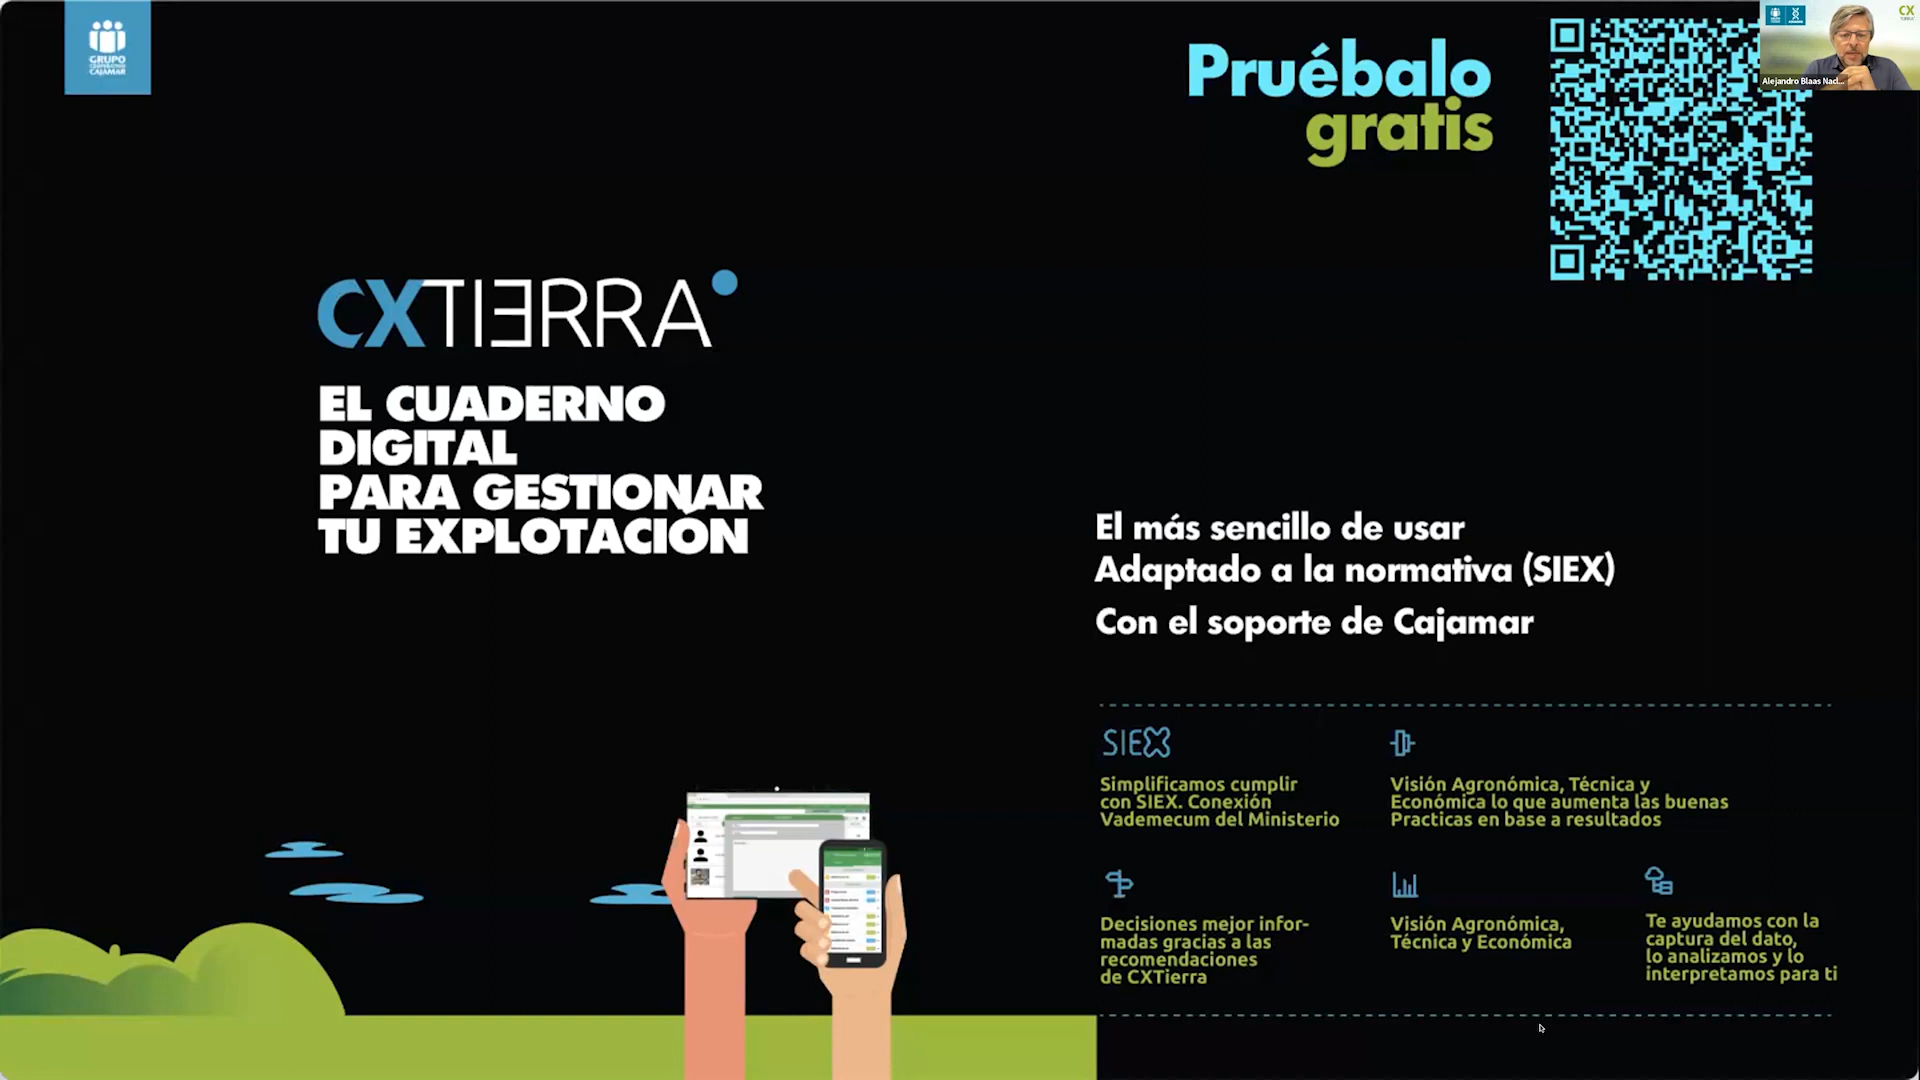 GRUPO
COOPERATIVO
CAJAMAR
Pruébalo
gratis
CX
Alejandro Blaas Nacl...
CXTIERRA
EL CUADERNO
DIGITAL
PARA GESTIONAR
TU EXPLOTACIÓN
El más sencillo de usar
Adaptado a la normativa (SIEX)
Con el soporte de Cajamar
SIEX
Simplificamos cumplir
con SIEX. Conexión
Vademecum del Ministerio
Visión Agronómica, Técnica y
Económica lo que aumenta las buenas
Practicas en base a resultados
Decisiones mejor infor-
madas gracias a las
recomendaciones
de CXTierra
Visión Agronómica,
Técnica y Económica
Te ayudamos con la
captura del dato,
lo analizamos y lo
interpretamos para ti